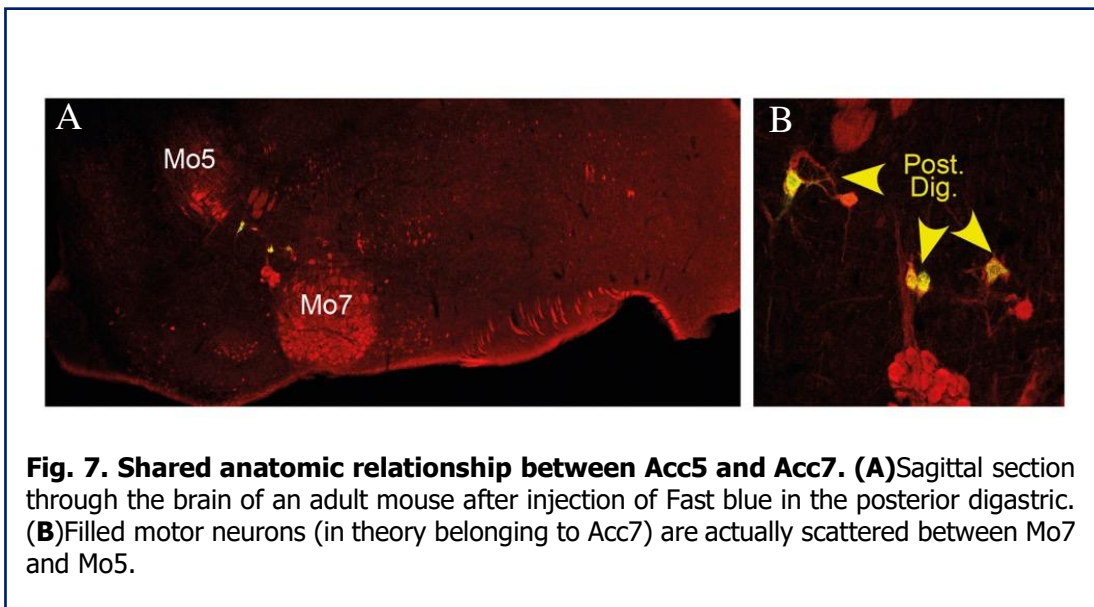 A
Mo5
Mo7
B
Post.
Dig.
Fig. 7. Shared anatomic relationship between Acc5 and Acc7. (A)Sagittal section
through the brain of an adult mouse after injection of Fast blue in the posterior digastric.
(B)Filled motor neurons (in theory belonging to Acc7) are actually scattered between Mo7
and Mo5.